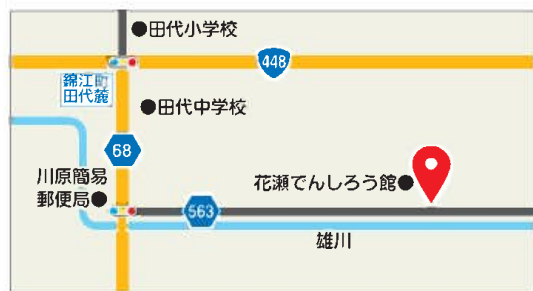 ●田代小学校
448
錦江町
田代麓
●田代中学校
68
川原簡易
郵便局●
花瀬でんしろう館●
563
雄川